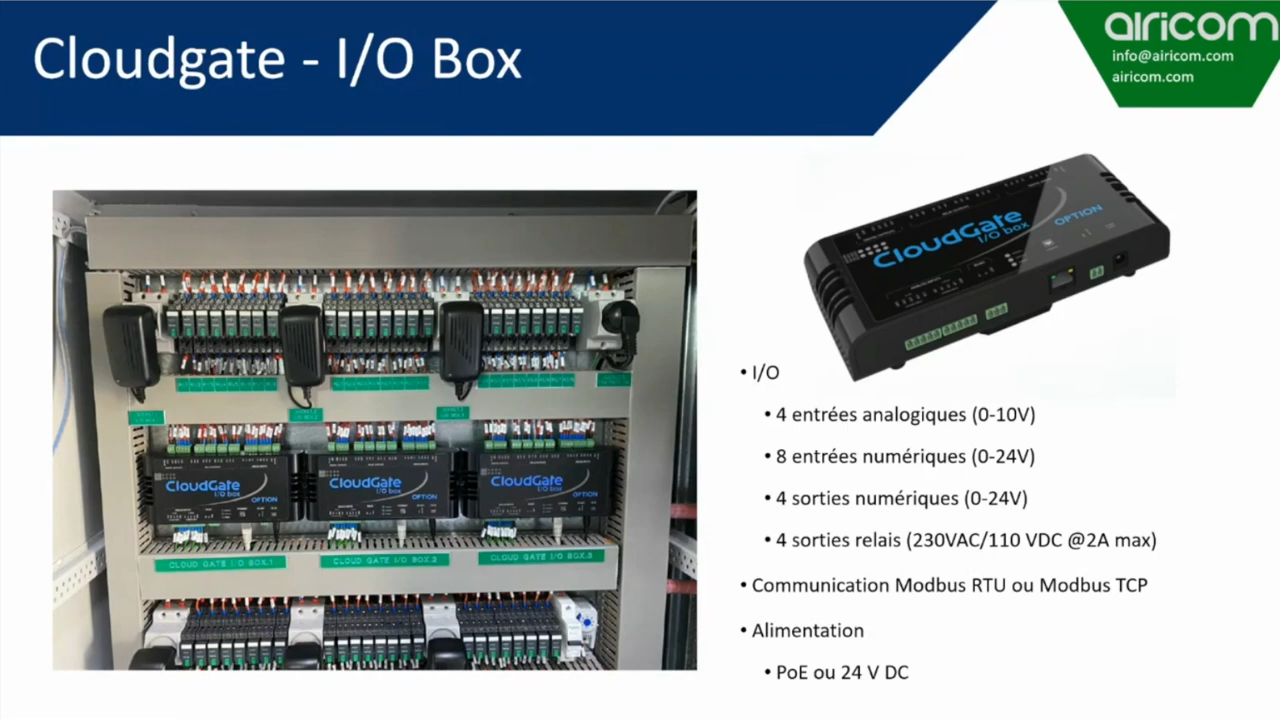 Cloudgate - I/O Box
airicom
info@airicom.com
airicom.com
CloudGate
I/O box
OPTION
CloudGate
I/O box
OPTION
CloudGate
I/O box
OPTION
CloudGate
I/O box
OPTION
CLOUD GATE I/O BOX.1
CLOUD GATE I/O BOX.2
CLOUD GATE I/O BOX.3
• I/O
• 4 entrées analogiques (0-10V)
• 8 entrées numériques (0-24V)
• 4 sorties numériques (0-24V)
• 4 sorties relais (230VAC/110 VDC @2A max)
• Communication Modbus RTU ou Modbus TCP
• Alimentation
• PoE ou 24 V DC